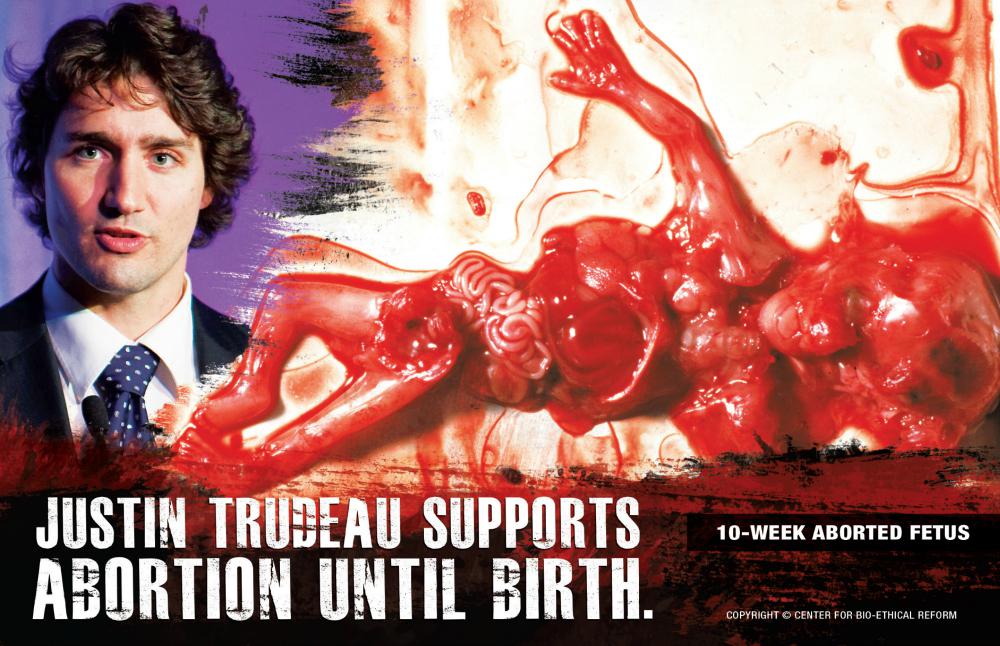 JUSTIN TRUDEAU SUPPORTS
ABORTION UNTIL BIRTH.
10-WEEK ABORTED FETUS
COPYRIGHT © CENTER FOR BIO-ETHICAL REFORM